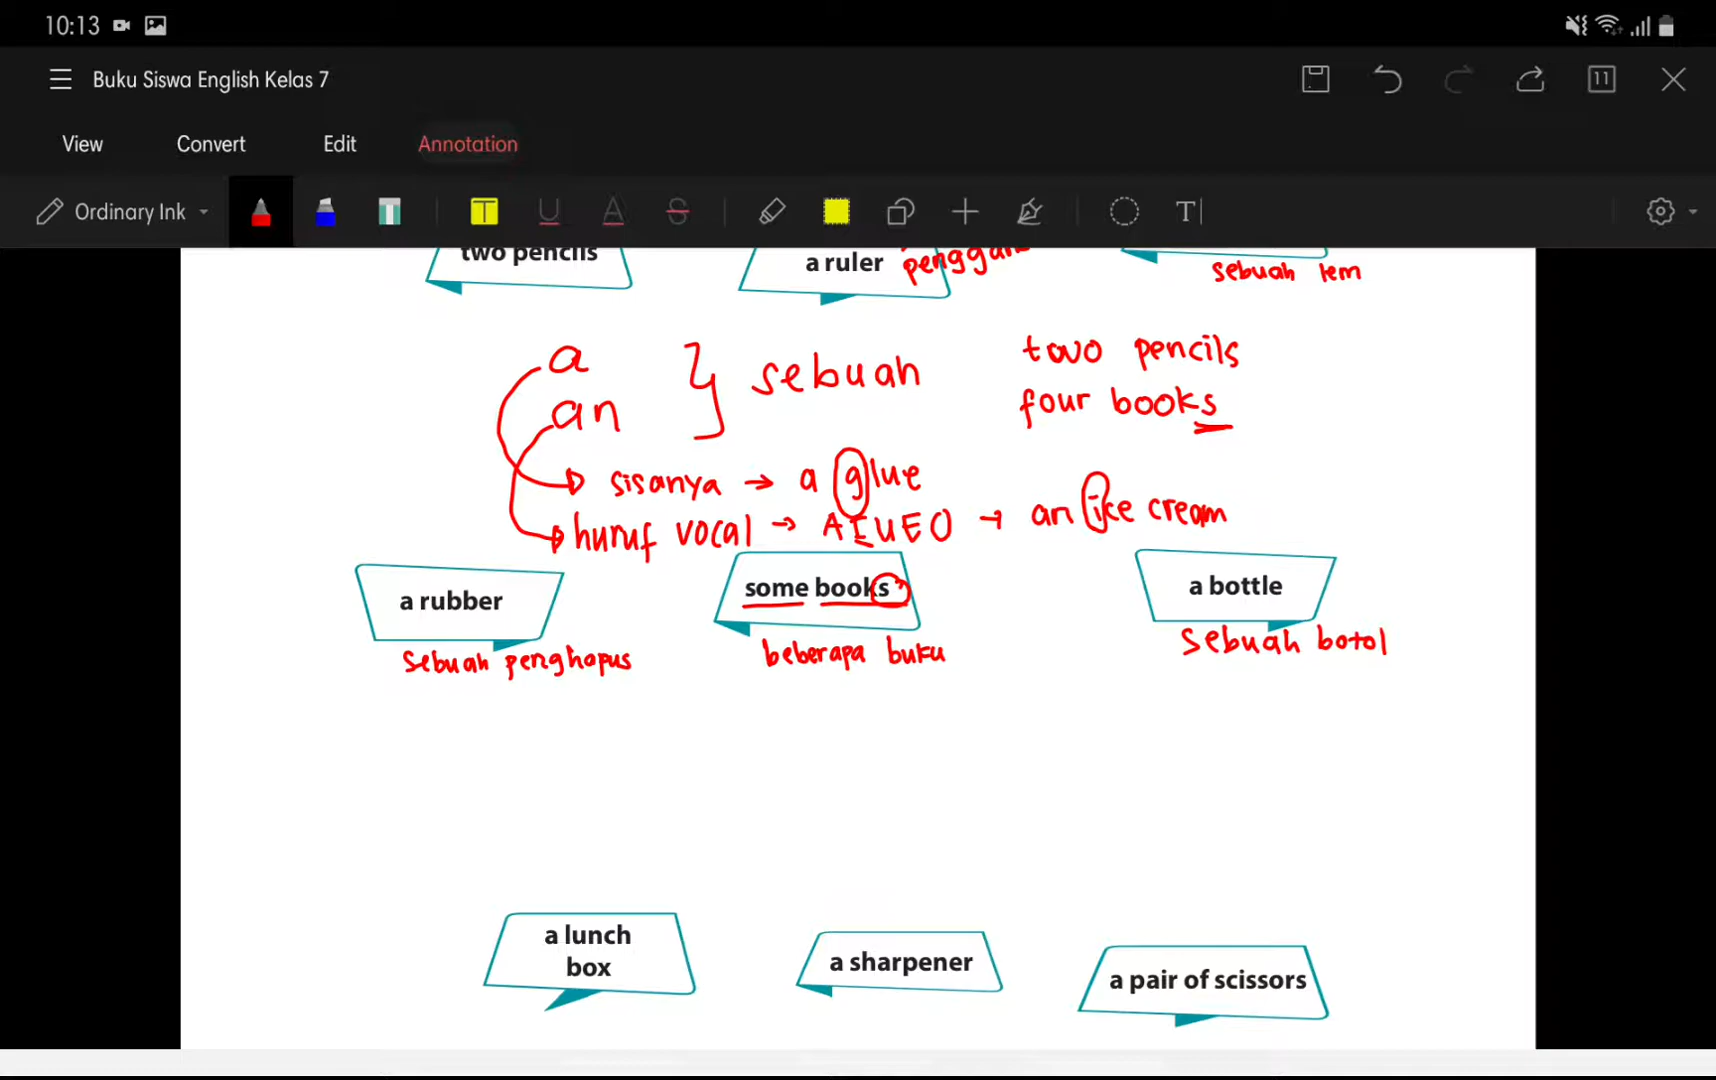 10:13
Buku Siswa English Kelas 7
11
View Convert Edit Annotation
Ordinary Ink
two pencils
a ruler
sebuah lem
a
an
sebuah
two pencils
four books
sisanya → a glue
huruf vocal → AIUEO → an ice cream
a rubber
some books
a bottle
sebuah penghapus
beberapa buku
sebuah botol
a lunch
box
a sharpener
a pair of scissors